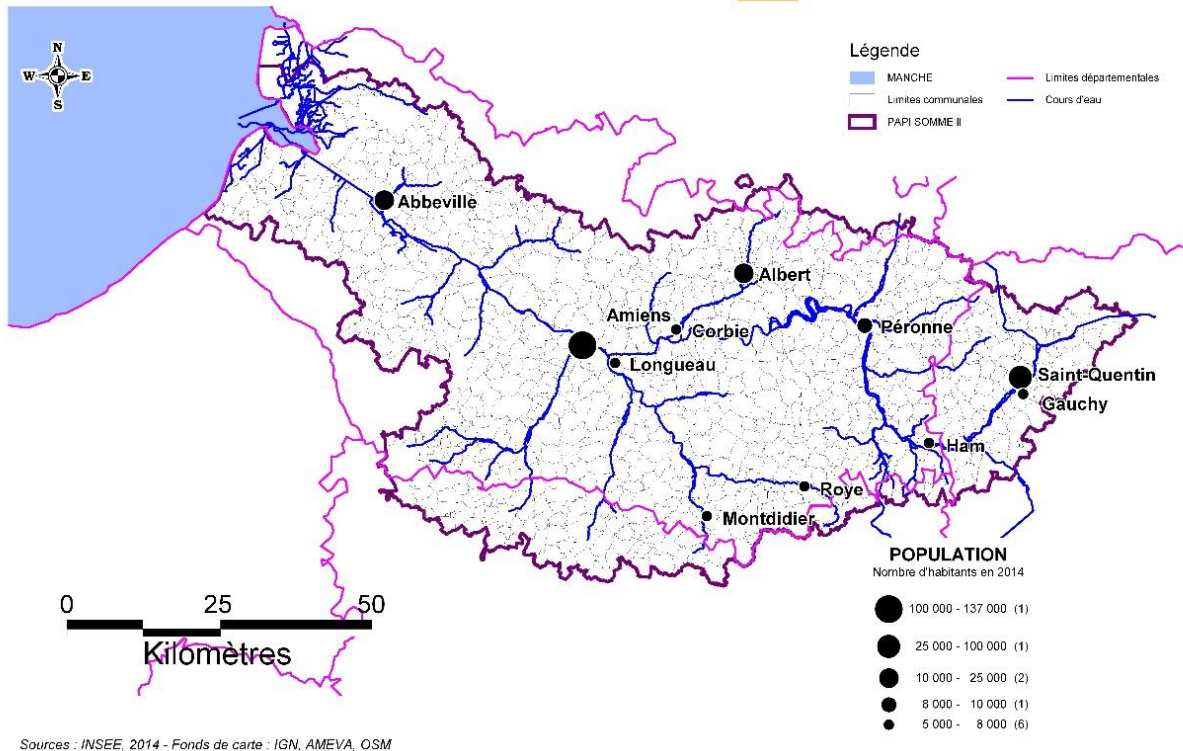 N
W E
S
Légende
MANCHE
Limites communales
PAPI SOMME II
Limites départementales
Cours d'eau
Abbeville
Albert
Amiens
Corbie
Péronne
Longueau
Saint-Quentin
Gauchy
Ham
Roye
Montdidier
POPULATION
Nombre d'habitants en 2014
100 000 - 137 000 (1)
25 000 - 100 000 (1)
10 000 - 25 000 (2)
8 000 - 10 000 (1)
5 000 - 8 000 (6)
0 25 50
Kilomètres
Sources : INSEE, 2014 - Fonds de carte : IGN, AMEVA, OSM